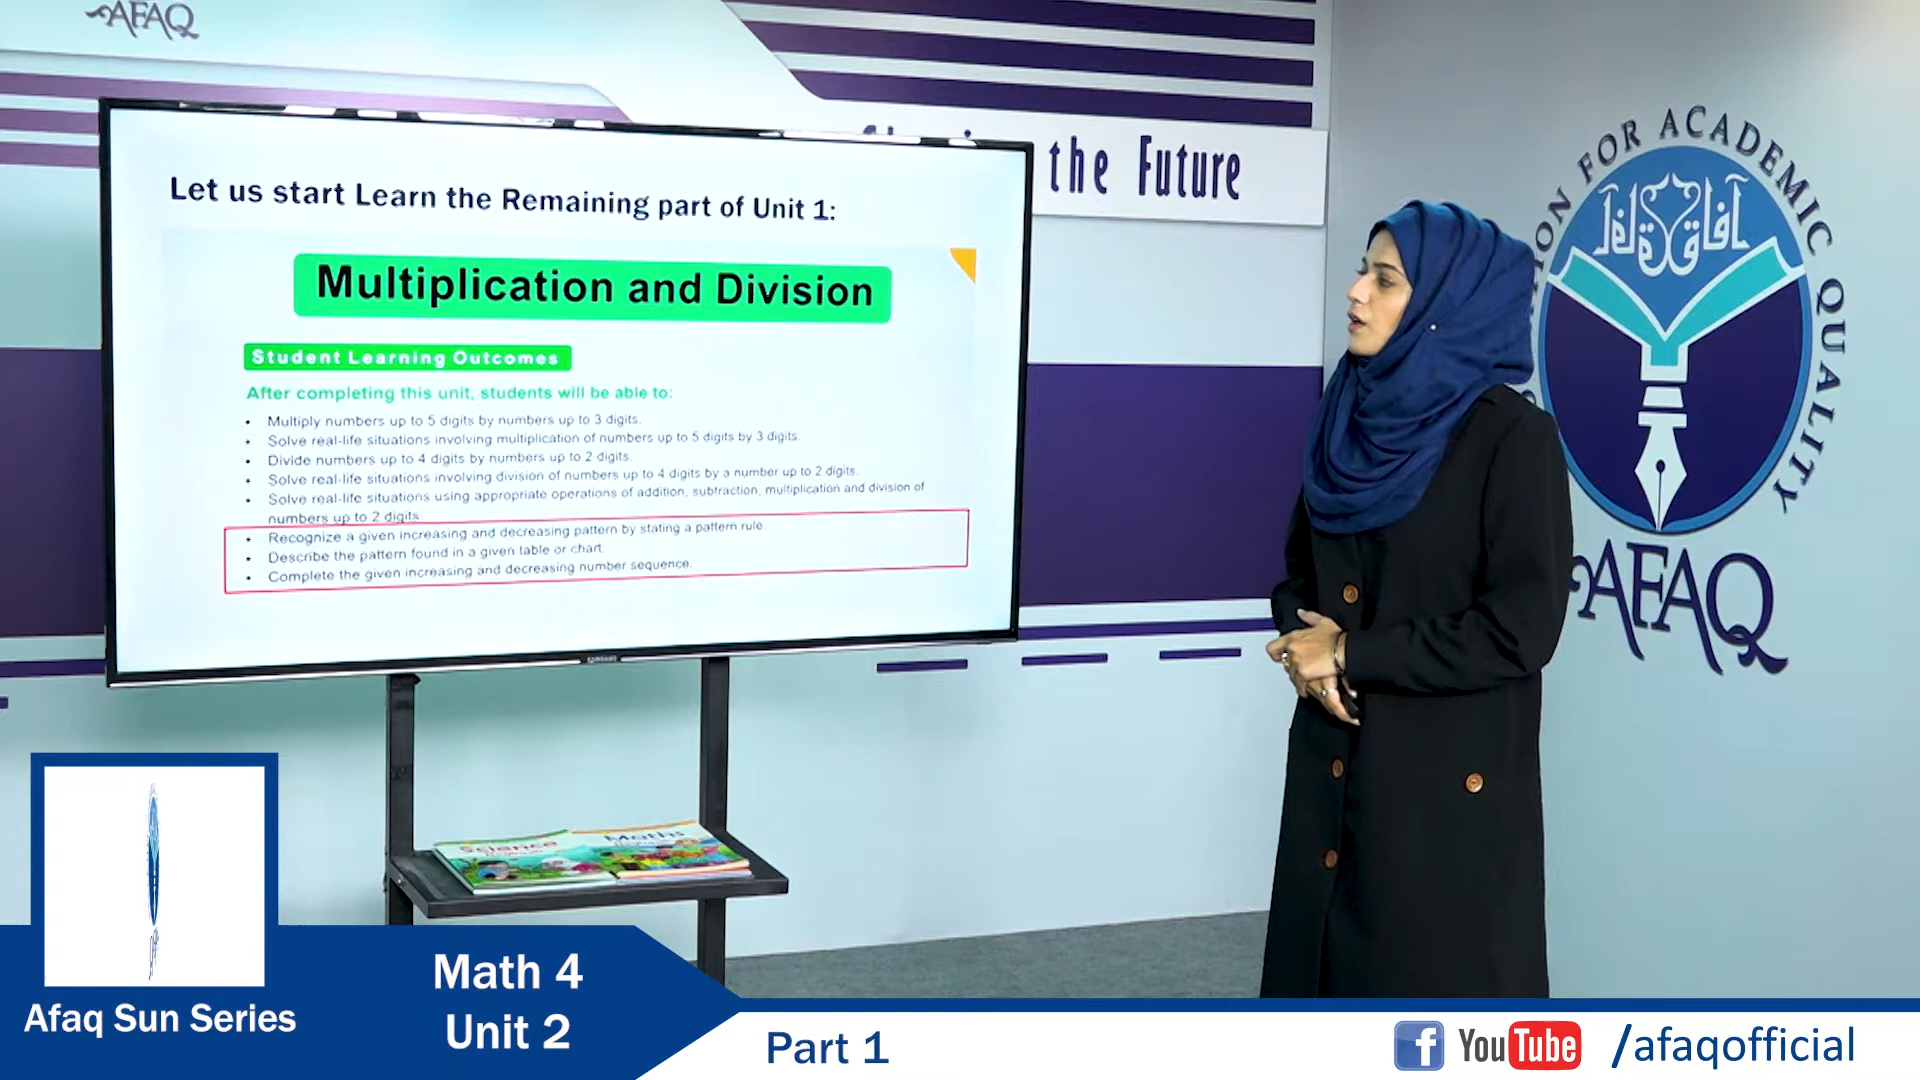 AFAQ
the Future
Let us start Learn the Remaining part of Unit 1:
Multiplication and Division
Student Learning Outcomes
After completing this unit, students will be able to:
• Multiply numbers up to 5 digits by numbers up to 3 digits.
• Solve real-life situations involving multiplication of numbers up to 5 digits by 3 digits.
• Divide numbers up to 4 digits by numbers up to 2 digits.
• Solve real-life situations involving division of numbers up to 4 digits by a number up to 2 digits.
• Solve real-life situations using appropriate operations of addition, subtraction, multiplication and division of
numbers up to 2 digits.
• Recognize a given increasing and decreasing pattern by stating a pattern rule.
• Describe the pattern found in a given table or chart.
• Complete the given increasing and decreasing number sequence.
FOR ACADEMIC QUALITY
آفاق
AFAQ
Science
Maths
Afaq Sun Series
Math 4
Unit 2
Part 1
f YouTube /afaqofficial